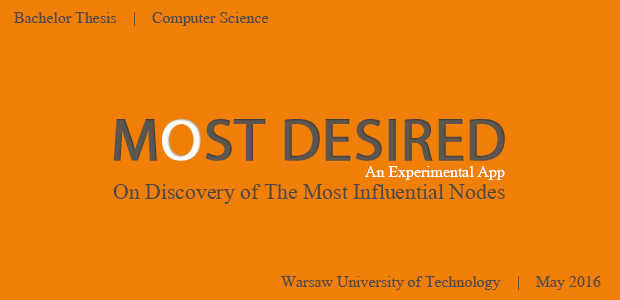 Bachelor Thesis | Computer Science
MOST DESIRED
An Experimental App
On Discovery of The Most Influential Nodes
Warsaw University of Technology | May 2016